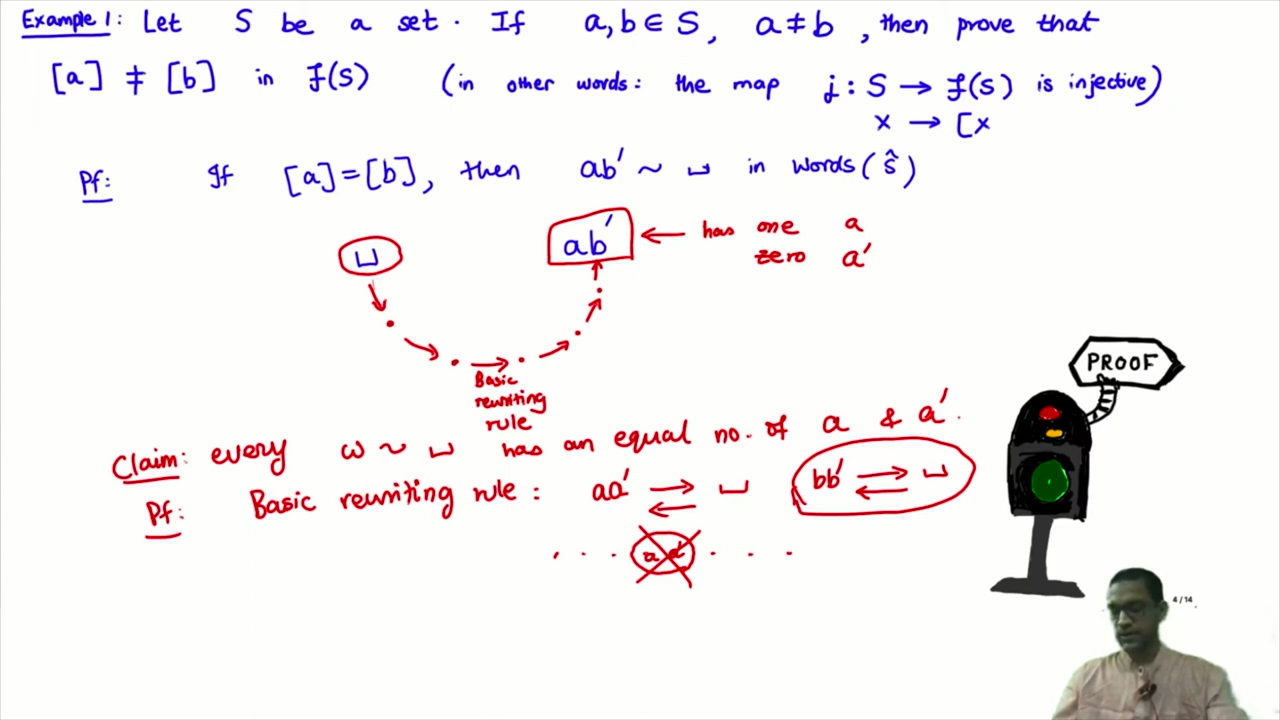 Example 1: Let S be a set. If a, b ∈ S, a ≠ b, then prove that
[a] ≠ [b] in F(S) (in other words: the map j: S → F(S) is injective)
x → [x
Pf: If [a]=[b], then ab' ~ ⊔ in words(ŝ)
⊔ ab' ← has one a
zero a'
Basic
rewriting
rule
Claim: every ω ~ ⊔ has an equal no. of a & a'.
Pf: Basic rewriting rule: aa' ⇄ ⊔ bb' ⇄ ⊔
. . . a a' . . .
PROOF
4/14